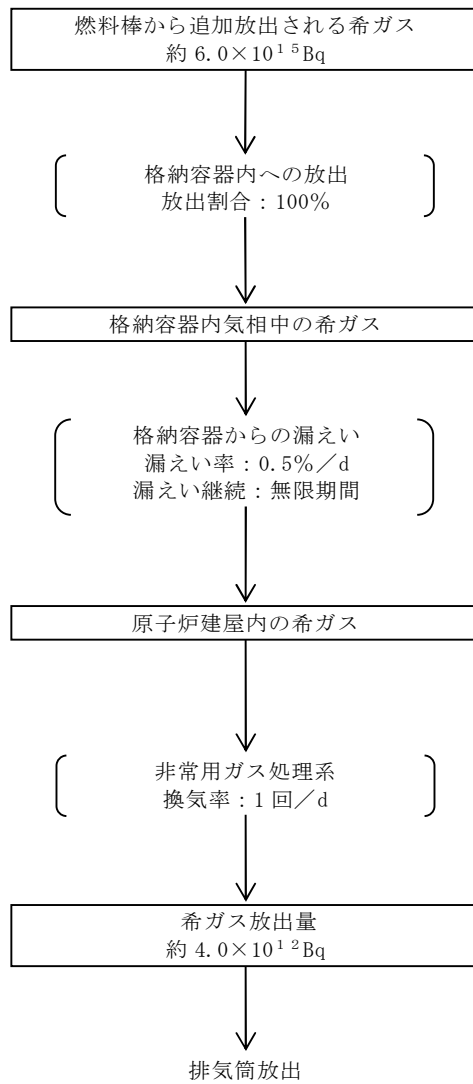 燃料棒から追加放出される希ガス
約 6.0×10¹⁵Bq
格納容器内への放出
放出割合：100%
格納容器内気相中の希ガス
格納容器からの漏えい
漏えい率：0.5%／d
漏えい継続：無限期間
原子炉建屋内の希ガス
非常用ガス処理系
換気率：1 回／d
希ガス放出量
約 4.0×10¹²Bq
排気筒放出